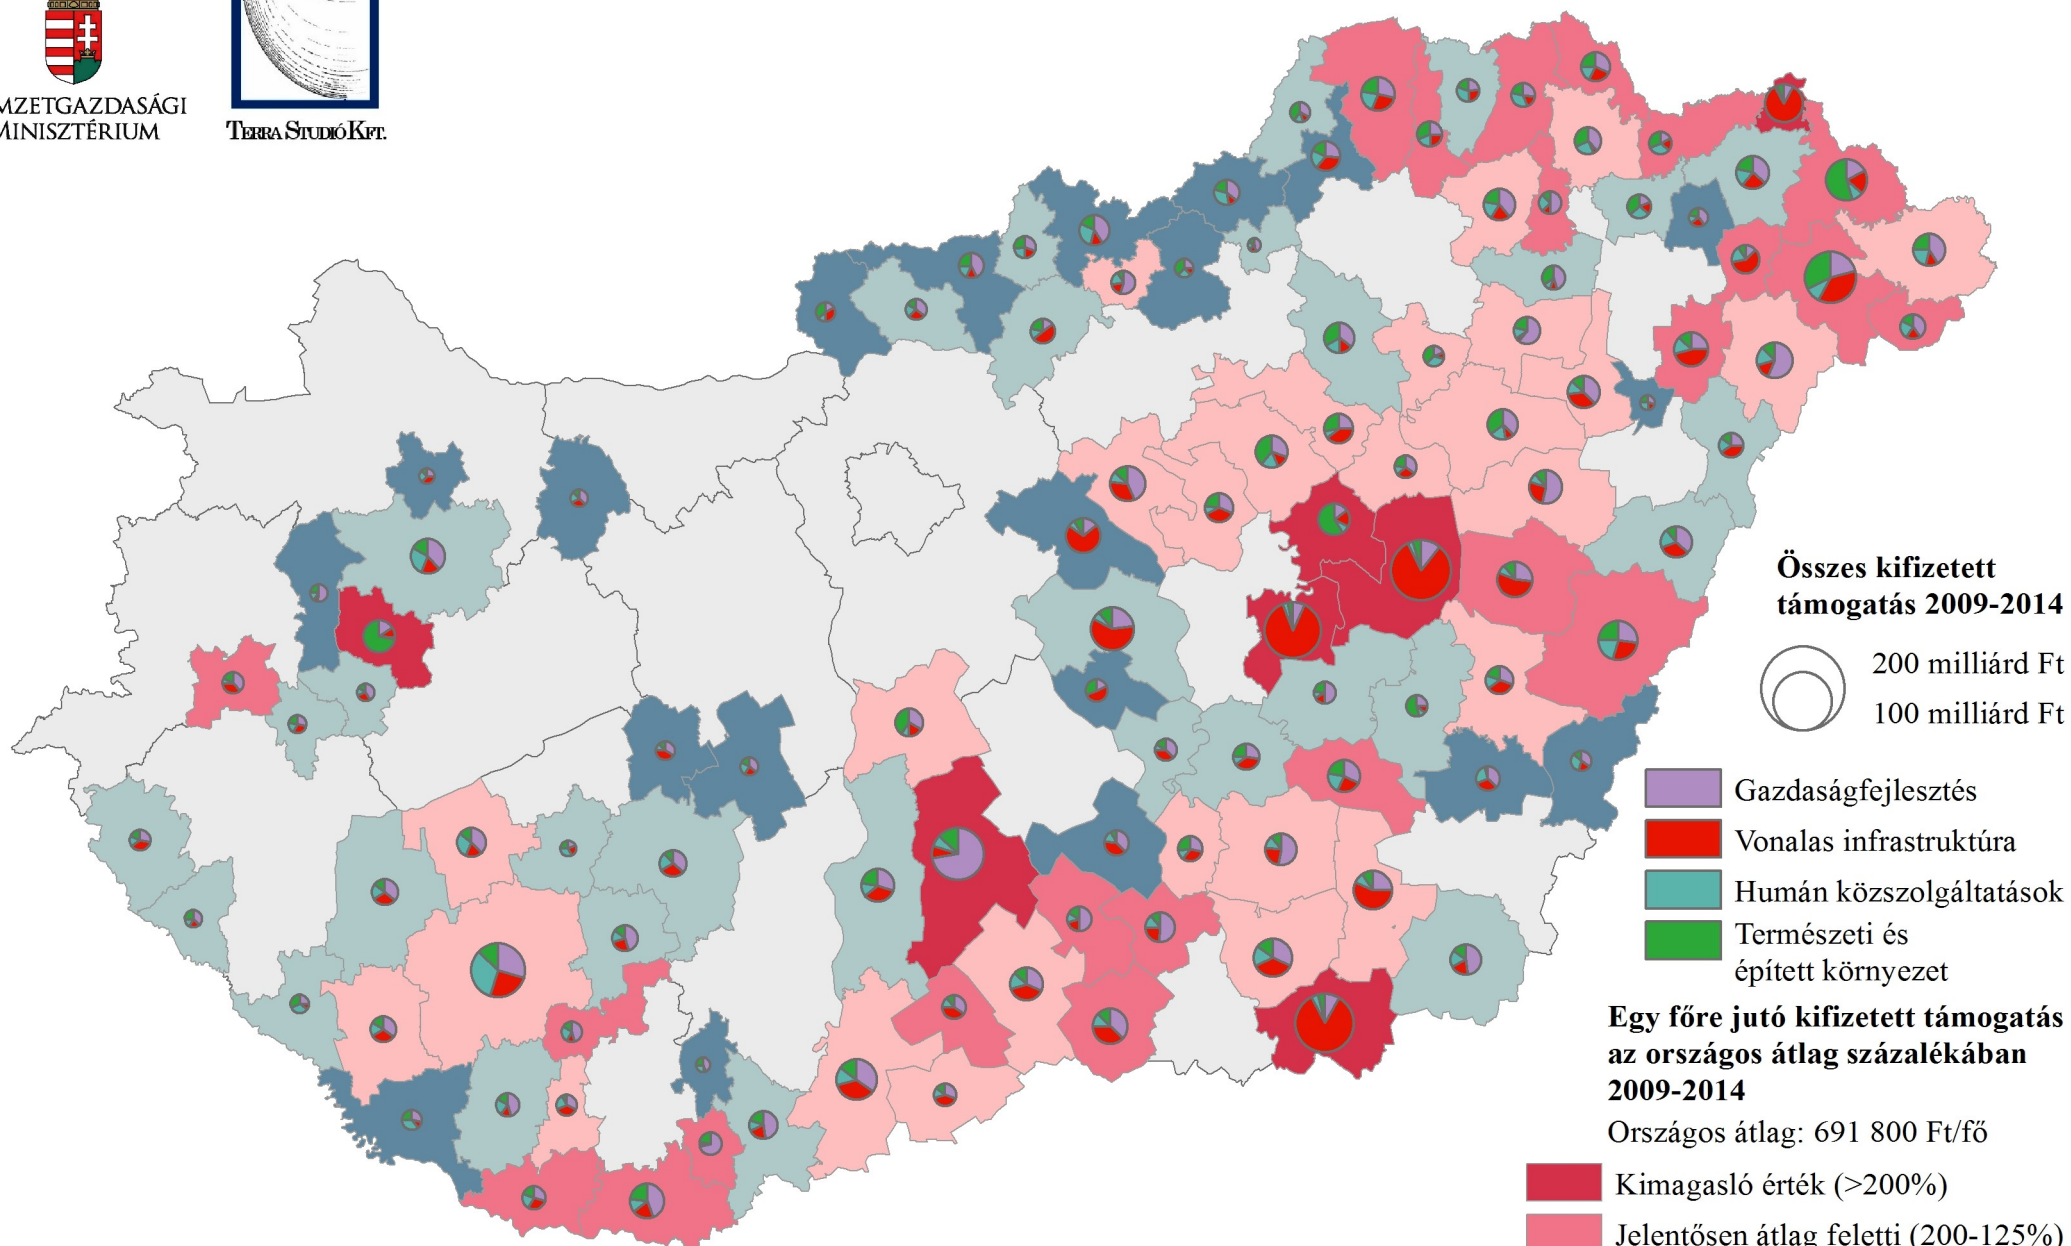 MINISZTÉRIUM
TERRA STUDIÓ KFT.
Összes kifizetett
támogatás 2009-2014
200 milliárd Ft
100 milliárd Ft
Gazdaságfejlesztés
Vonalas infrastruktúra
Humán közszolgáltatások
Természeti és
épített környezet
Egy főre jutó kifizetett támogatás
az országos átlag százalékában
2009-2014
Országos átlag: 691 800 Ft/fő
Kimagasló érték (>200%)
Jelentősen átlag feletti (200-125%)